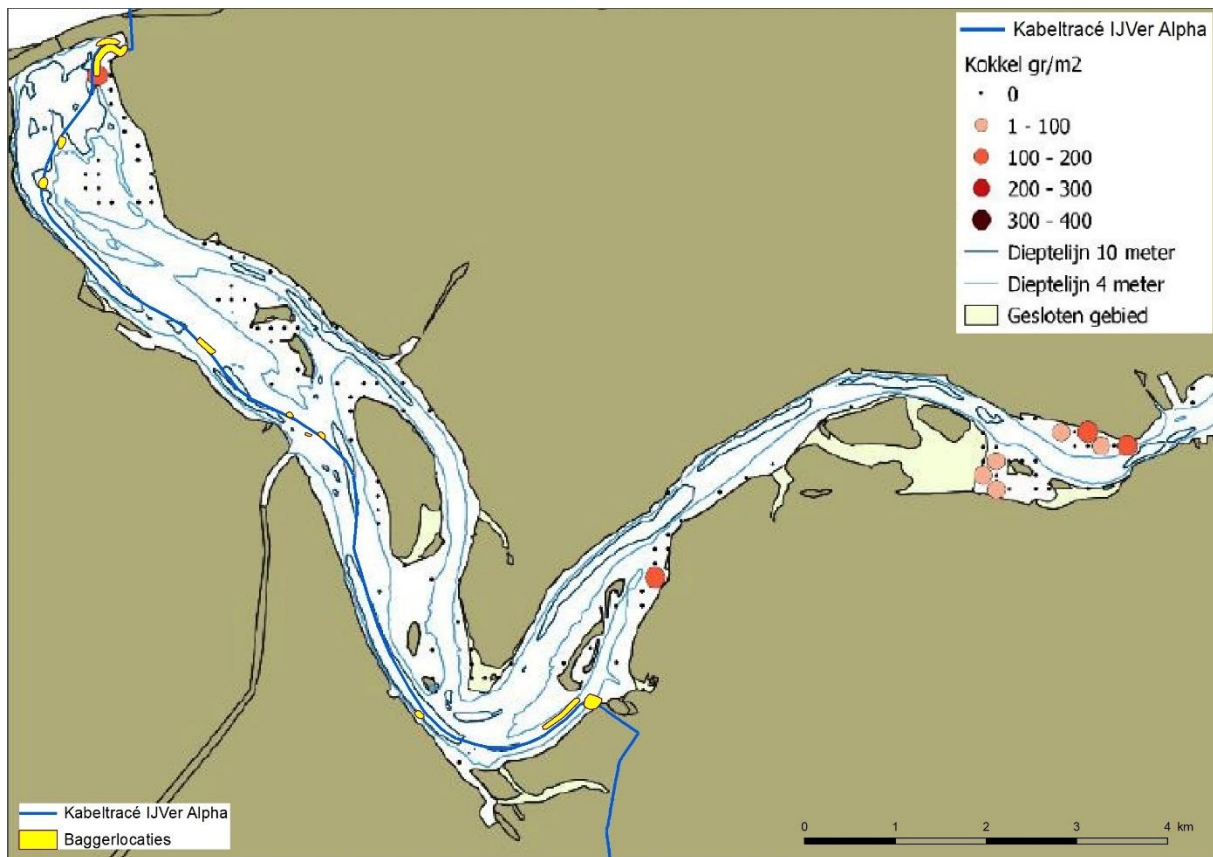 Kabeltracé IJVer Alpha
Kokkel gr/m2
0
1 - 100
100 - 200
200 - 300
300 - 400
Dieptelijn 10 meter
Dieptelijn 4 meter
Gesloten gebied
Kabeltracé IJVer Alpha
Baggerlocaties
0 1 2 3 4 km